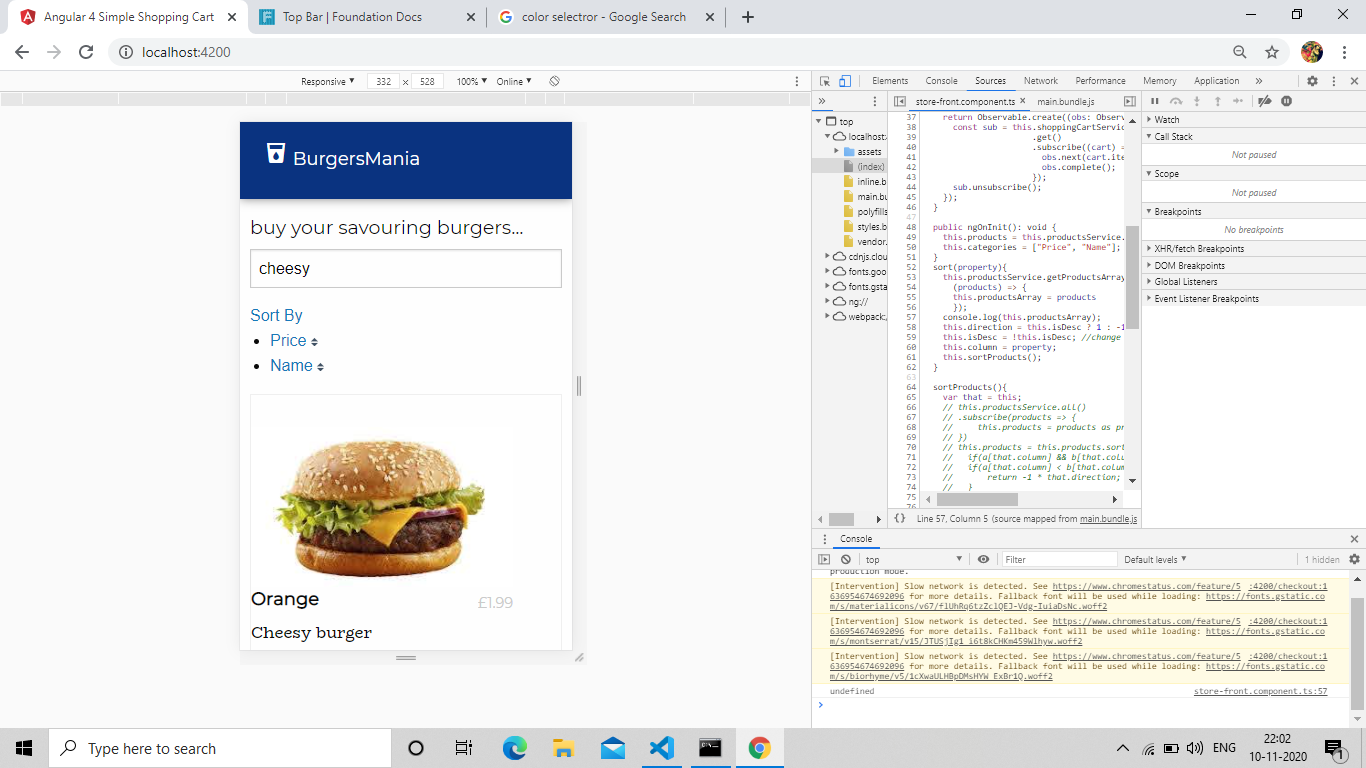 Angular 4 Simple Shopping Cart
Top Bar | Foundation Docs
color selectror - Google Search
localhost:4200
Responsive 332 × 528 100% Online
BurgersMania
buy your savouring burgers...
cheesy
Sort By
Price
Name
Orange £1.99
Cheesy burger
Elements Console Sources Network Performance Memory Application
top
localhost:
assets
(index)
inline.b
main.bu
polyfills
styles.b
vendor.
cdnjs.clou
fonts.goo
fonts.gsta
ng://
webpack:
store-front.component.ts main.bundle.js
37 return Observable.create((obs: Observ
38 const sub = this.shoppingCartService
39 .get()
40 .subscribe((cart) =
41 obs.next(cart.ite
42 obs.complete();
43 });
44 sub.unsubscribe();
45 });
46 }
47
48 public ngOnInit(): void {
49 this.products = this.productsService.
50 this.categories = ["Price", "Name"];
51 }
52 sort(property){
53 this.productsService.getProductsArray
54 (products) => {
55 this.productsArray = products
56 });
57 console.log(this.productsArray);
58 this.direction = this.isDesc ? 1 : -1
59 this.isDesc = !this.isDesc; //change
60 this.column = property;
61 this.sortProducts();
62 }
63
64 sortProducts(){
65 var that = this;
66 // this.productsService.all()
67 // .subscribe(products => {
68 // this.products = products as pr
69 // })
70 // this.products = this.products.sort
71 // if(a[that.column] && b[that.colu
72 // if(a[that.column] < b[that.colum
73 // return -1 * that.direction;
74 // }
75
76
{} Line 57, Column 5 (source mapped from main.bundle.js
Watch
Call Stack
Not paused
Scope
Not paused
Breakpoints
No breakpoints
XHR/fetch Breakpoints
DOM Breakpoints
Global Listeners
Event Listener Breakpoints
Console
top Filter Default levels 1 hidden
production mode.
[Intervention] Slow network is detected. See https://www.chromestatus.com/feature/5 :4200/checkout:1
636954674692096 for more details. Fallback font will be used while loading: https://fonts.gstatic.co
m/s/materialicons/v67/flUhRq6tzZclQEJ-Vdg-IuiaDsNc.woff2
[Intervention] Slow network is detected. See https://www.chromestatus.com/feature/5 :4200/checkout:1
636954674692096 for more details. Fallback font will be used while loading: https://fonts.gstatic.co
m/s/montserrat/v15/JTUSjIg1_i6t8kCHKm459Wlhyw.woff2
[Intervention] Slow network is detected. See https://www.chromestatus.com/feature/5 :4200/checkout:1
636954674692096 for more details. Fallback font will be used while loading: https://fonts.gstatic.co
m/s/biorhyme/v5/1cXwaULHBpDMsHYW_ExBr1Q.woff2
undefined store-front.component.ts:57
Type here to search
ENG
22:02
10-11-2020
1